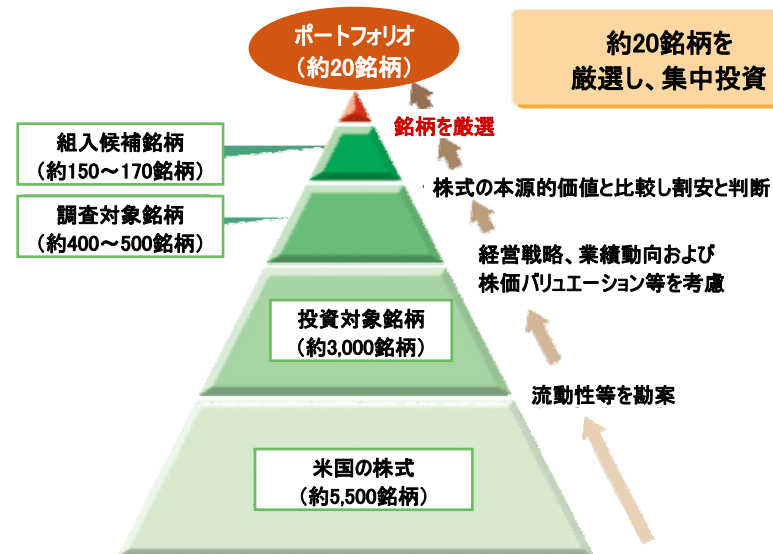 ポートフォリオ
（約20銘柄）
約20銘柄を
厳選し、集中投資
銘柄を厳選
組入候補銘柄
（約150～170銘柄）
株式の本源的価値と比較し割安と判断
調査対象銘柄
（約400～500銘柄）
経営戦略、業績動向および
株価バリュエーション等を考慮
投資対象銘柄
（約3,000銘柄）
流動性等を勘案
米国の株式
（約5,500銘柄）